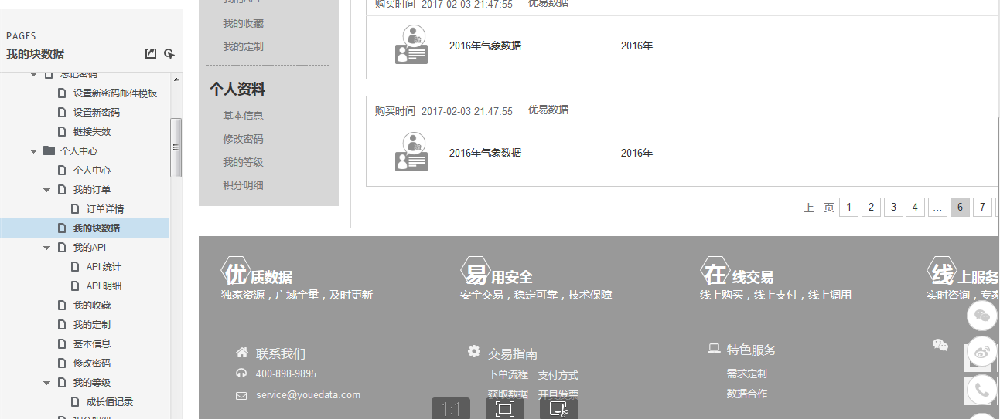 PAGES
我的块数据
忘记密码
设置新密码邮件模板
设置新密码
链接失效
个人中心
个人中心
我的订单
订单详情
我的块数据
我的API
API 统计
API 明细
我的收藏
我的定制
基本信息
修改密码
我的等级
成长值记录
积分明细
我的API
我的收藏
我的定制
个人资料
基本信息
修改密码
我的等级
积分明细
购买时间 2017-02-03 21:47:55 优易数据
2016年气象数据 2016年
购买时间 2017-02-03 21:47:55 优易数据
2016年气象数据 2016年
上一页 1 2 3 4 ... 6 7
优质数据
独家资源，广域全量，及时更新
易用安全
安全交易，稳定可靠，技术保障
在线交易
线上购买，线上支付，线上调用
线上服务
实时咨询，专家
联系我们
400-898-9895
service@youedata.com
交易指南
下单流程 支付方式
获取数据 开具发票
特色服务
需求定制
数据合作
1:1